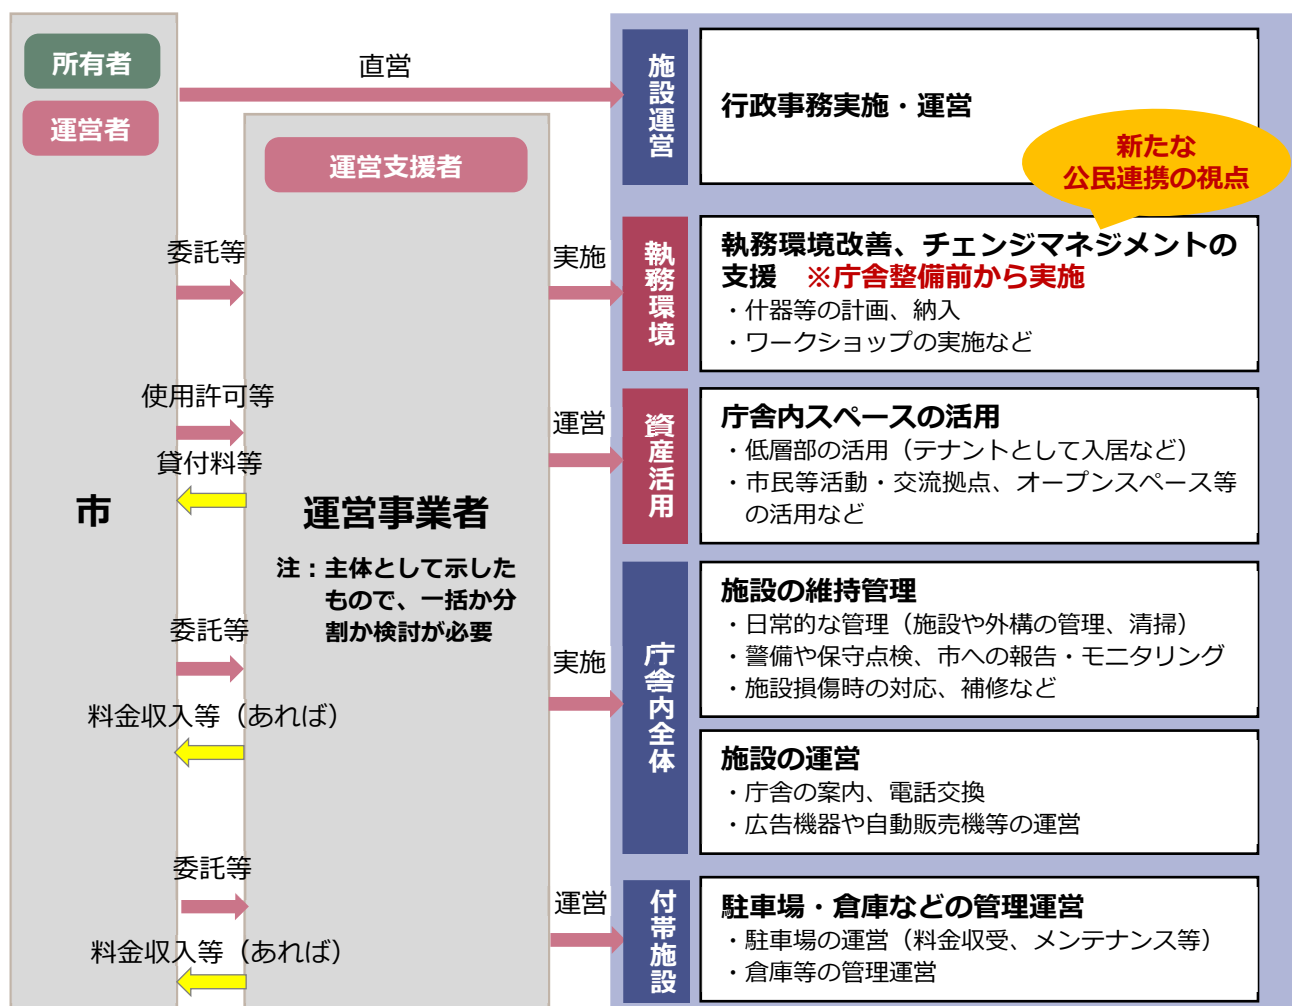 所有者
運営者
市
運営支援者
運営事業者
注：主体として示した
もので、一括か分
割か検討が必要
直営
施設運営
行政事務実施・運営
新たな
公民連携の視点
委託等
実施
執務環境
執務環境改善、チェンジマネジメントの
支援　※庁舎整備前から実施
・什器等の計画、納入
・ワークショップの実施など
使用許可等
貸付料等
運営
資産活用
庁舎内スペースの活用
・低層部の活用（テナントとして入居など）
・市民等活動・交流拠点、オープンスペース等
の活用など
委託等
料金収入等（あれば）
実施
庁舎内全体
施設の維持管理
・日常的な管理（施設や外構の管理、清掃）
・警備や保守点検、市への報告・モニタリング
・施設損傷時の対応、補修など
施設の運営
・庁舎の案内、電話交換
・広告機器や自動販売機等の運営
委託等
料金収入等（あれば）
運営
付帯施設
駐車場・倉庫などの管理運営
・駐車場の運営（料金収受、メンテナンス等）
・倉庫等の管理運営